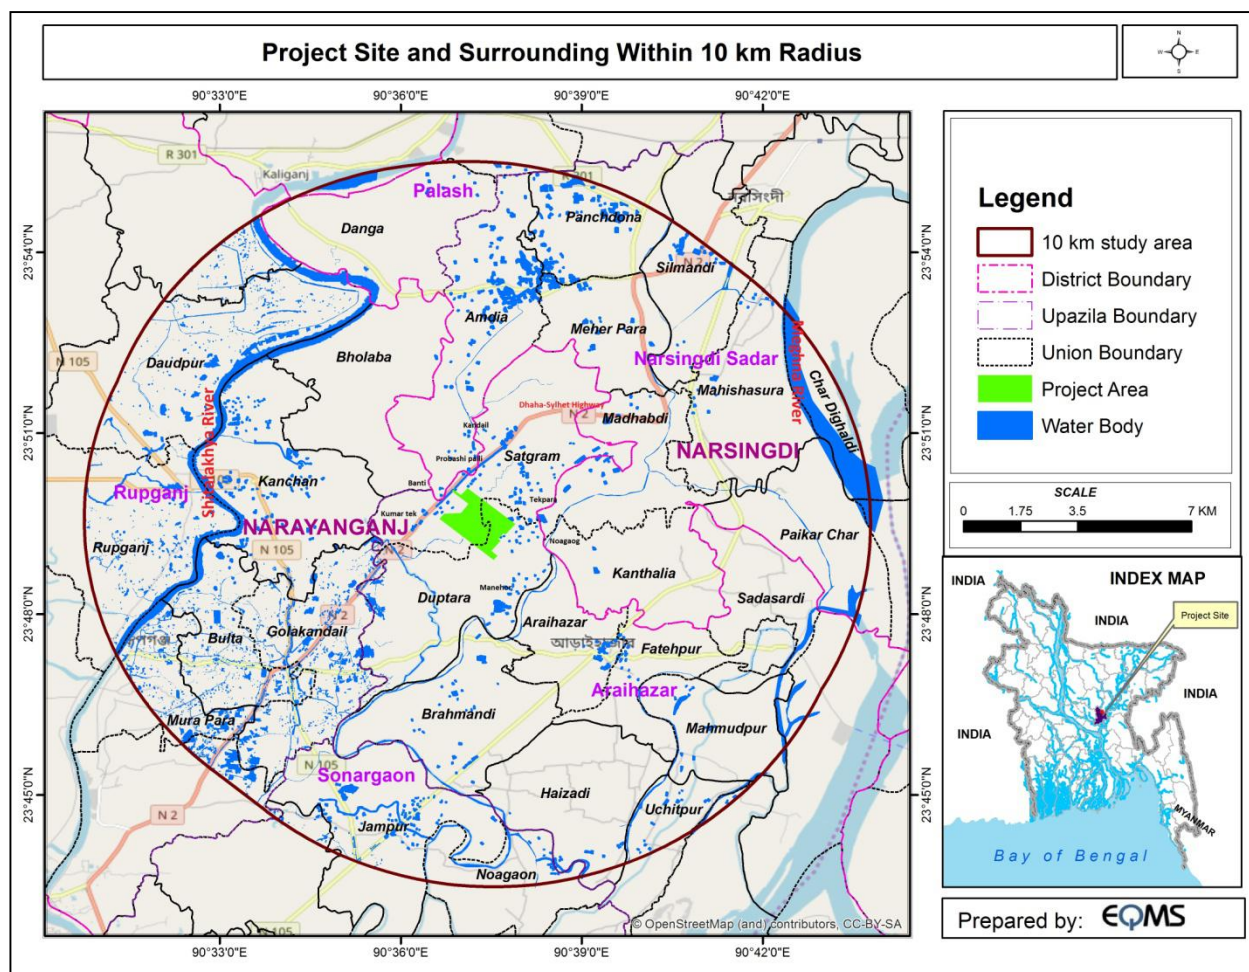 Project Site and Surrounding Within 10 km Radius
N
W
E
S
90°33'0"E
90°36'0"E
90°39'0"E
90°42'0"E
23°54'0"N
23°51'0"N
23°48'0"N
23°45'0"N
23°54'0"N
23°51'0"N
23°48'0"N
23°45'0"N
R 301
Kaliganj
Palash
Danga
Panchdona
নরসিংদী
Silmandi
N 2
Amdia
Meher Para
Daudpur
Bholaba
Narsingdi Sadar
Mahishasura
Meghna River
Char Dighaldi
N 105
Shitalakhya River
Dhaha-Sylhet Highway
N 2
Madhabdi
Kandail
Satgram
NARSINGDI
Probashi palli
Kanchan
Banti
Rupganj
Tekpara
Kumar tek
NARAYANGANJ
Rupganj
N 105
N 2
Noagaog
Paikar Char
Kanthalia
Duptara
Sadasardi
N 2
Araihazar
Bulta
Golakandail
Fatehpur
Araihazar
Brahmandi
Mura Para
Mahmudpur
N 105
Sonargaon
Haizadi
N 2
Uchitpur
Jampur
Noagaon
N 105
© OpenStreetMap (and) contributors, CC-BY-SA
90°33'0"E
90°36'0"E
90°39'0"E
90°42'0"E
Legend
10 km study area
District Boundary
Upazila Boundary
Union Boundary
Project Area
Water Body
SCALE
0
1.75
3.5
7 KM
INDEX MAP
INDIA
INDIA
Project Site
INDIA
INDIA
MYANMAR
Bay of Bengal
Prepared by: EQMS